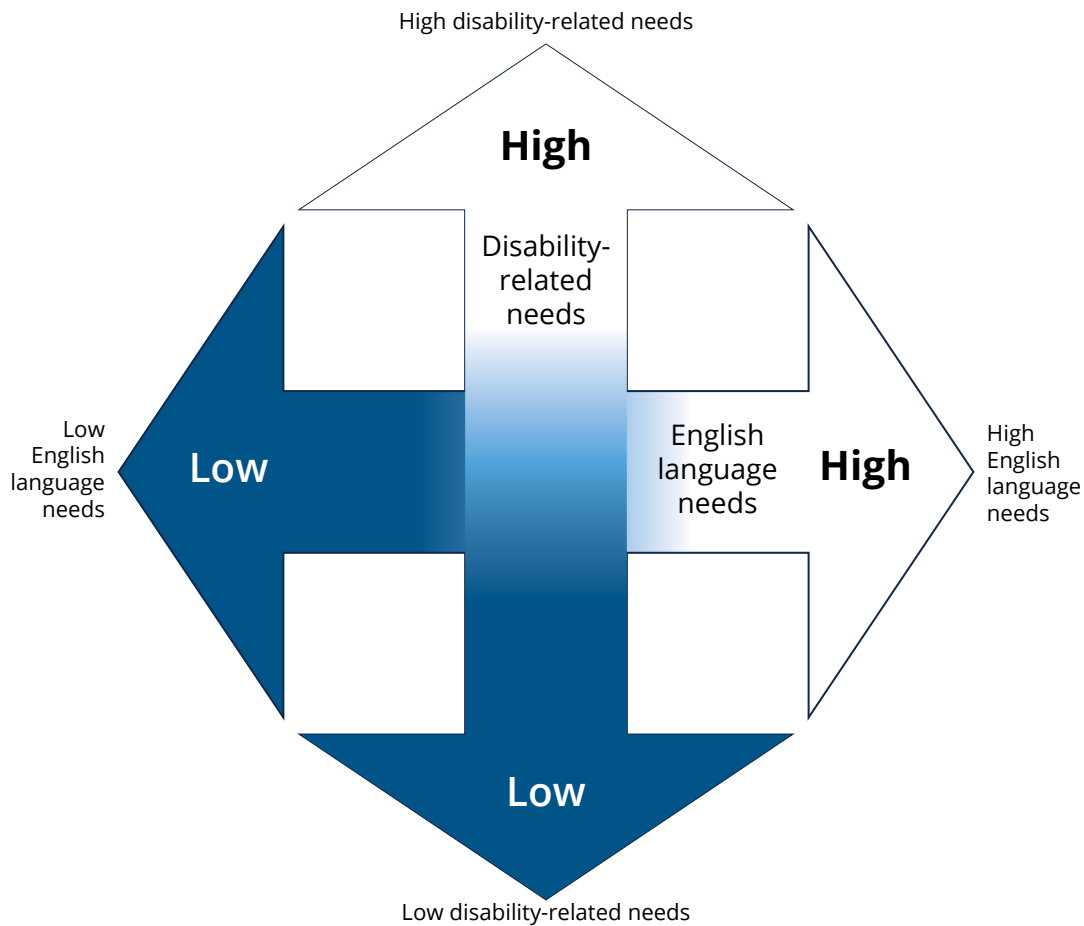 High disability-related needs
High
Disability-
related
needs
Low
English
language
needs
Low
English
language
needs
High
High
English
language
needs
Low
Low disability-related needs